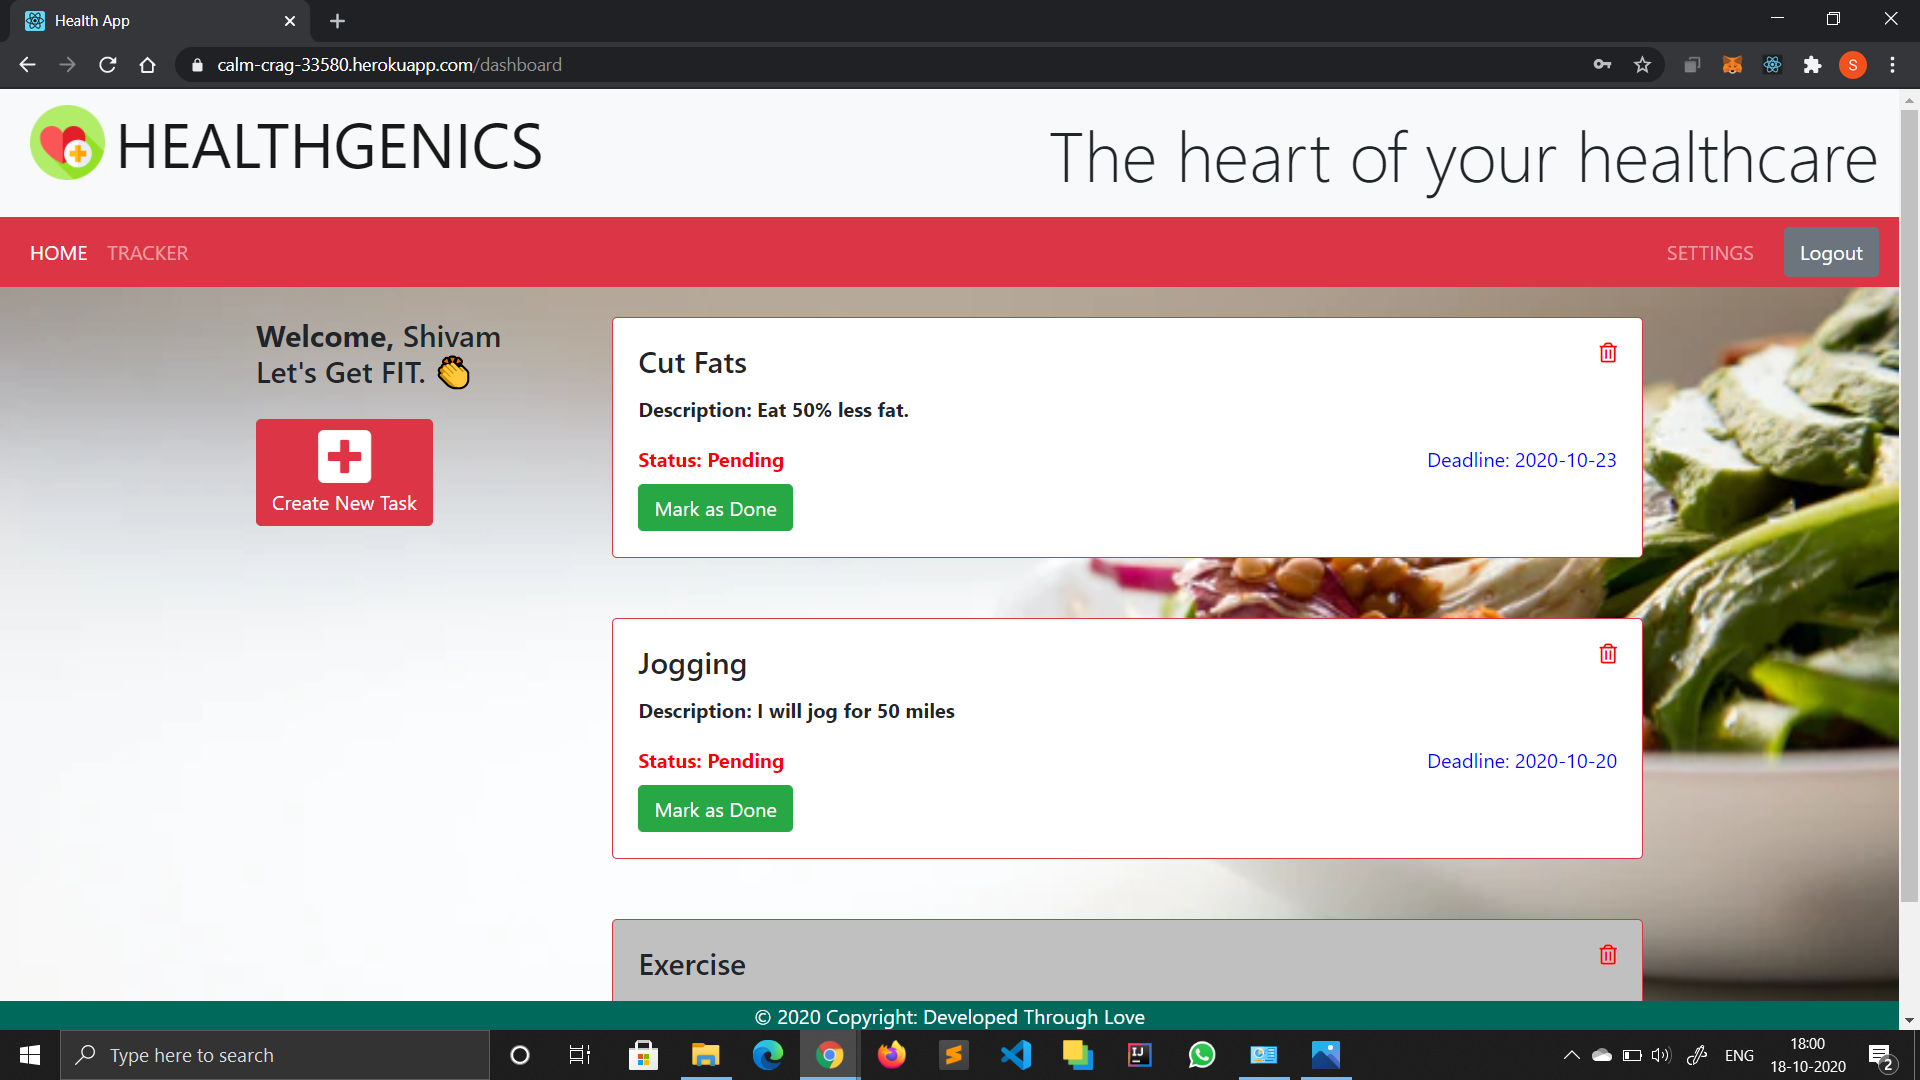 Health App
calm-crag-33580.herokuapp.com/dashboard
S
HEALTHGENICS
The heart of your healthcare
HOME
TRACKER
SETTINGS
Logout
Welcome, Shivam
Let's Get FIT.
Create New Task
Cut Fats
Description: Eat 50% less fat.
Status: Pending
Deadline: 2020-10-23
Mark as Done
Jogging
Description: I will jog for 50 miles
Status: Pending
Deadline: 2020-10-20
Mark as Done
Exercise
© 2020 Copyright: Developed Through Love
Type here to search
IJ
ENG
18:00
18-10-2020
2